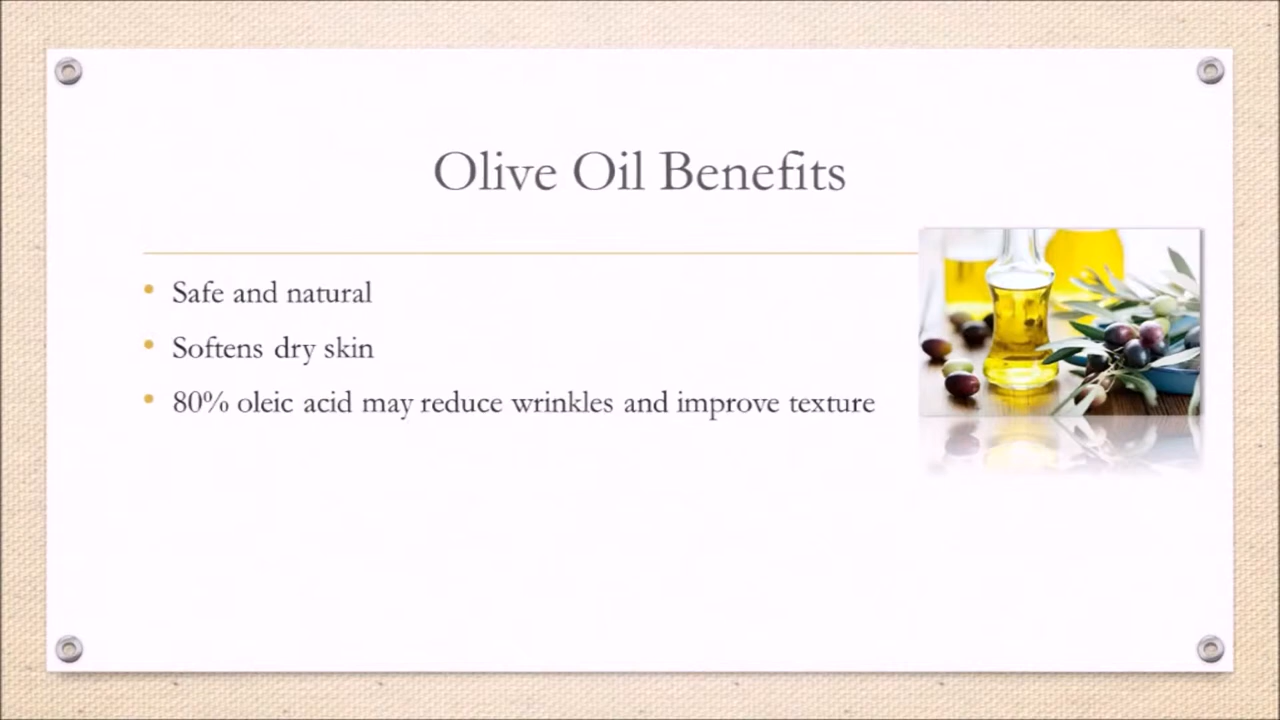 Olive Oil Benefits
• Safe and natural
• Softens dry skin
• 80% oleic acid may reduce wrinkles and improve texture